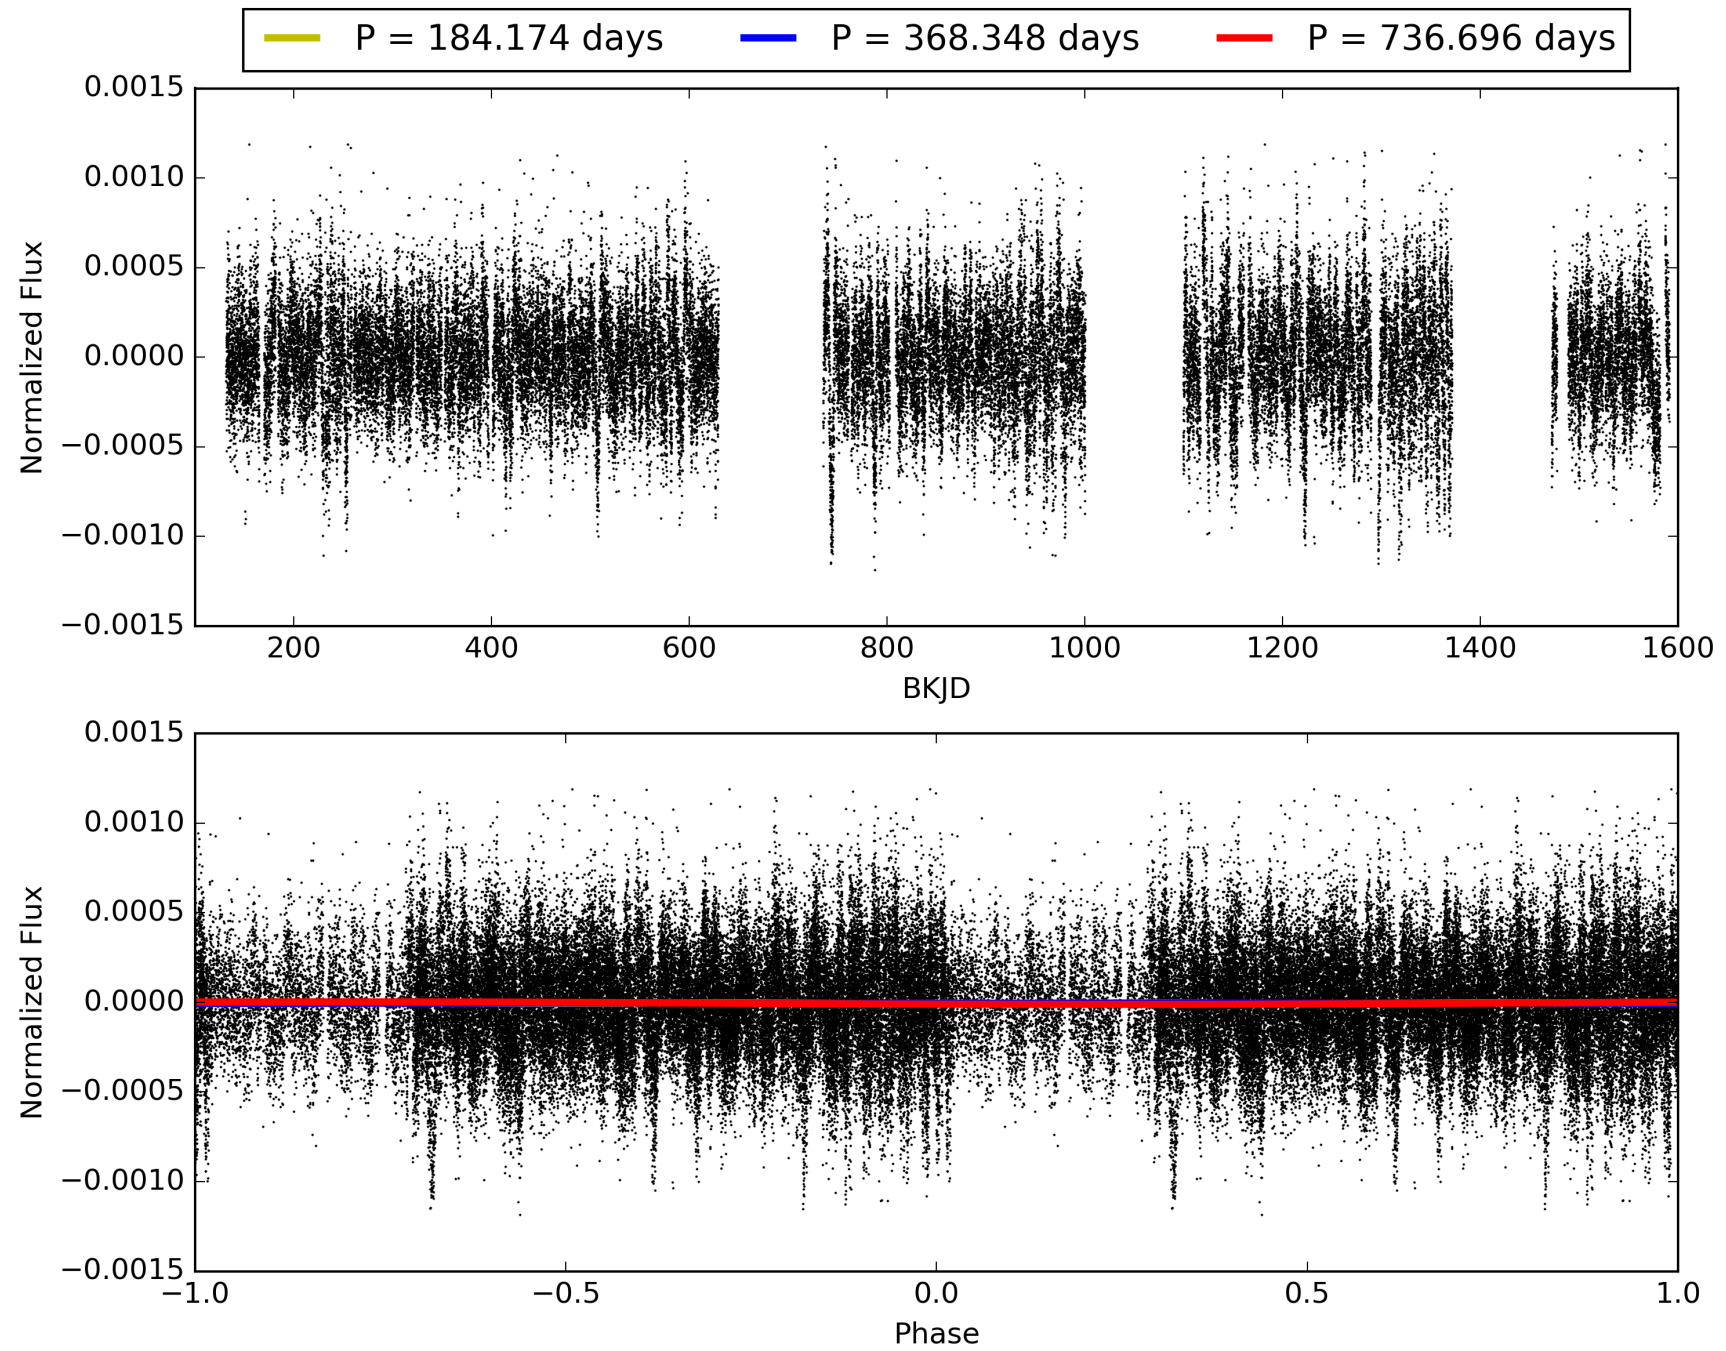 P = 184.174 days P = 368.348 days P = 736.696 days
0.0015
0.0010
0.0005
0.0000
−0.0005
−0.0010
−0.0015
Normalized Flux
200 400 600 800 1000 1200 1400 1600
BKJD
0.0015
0.0010
0.0005
0.0000
−0.0005
−0.0010
−0.0015
Normalized Flux
−1.0 −0.5 0.0 0.5 1.0
Phase